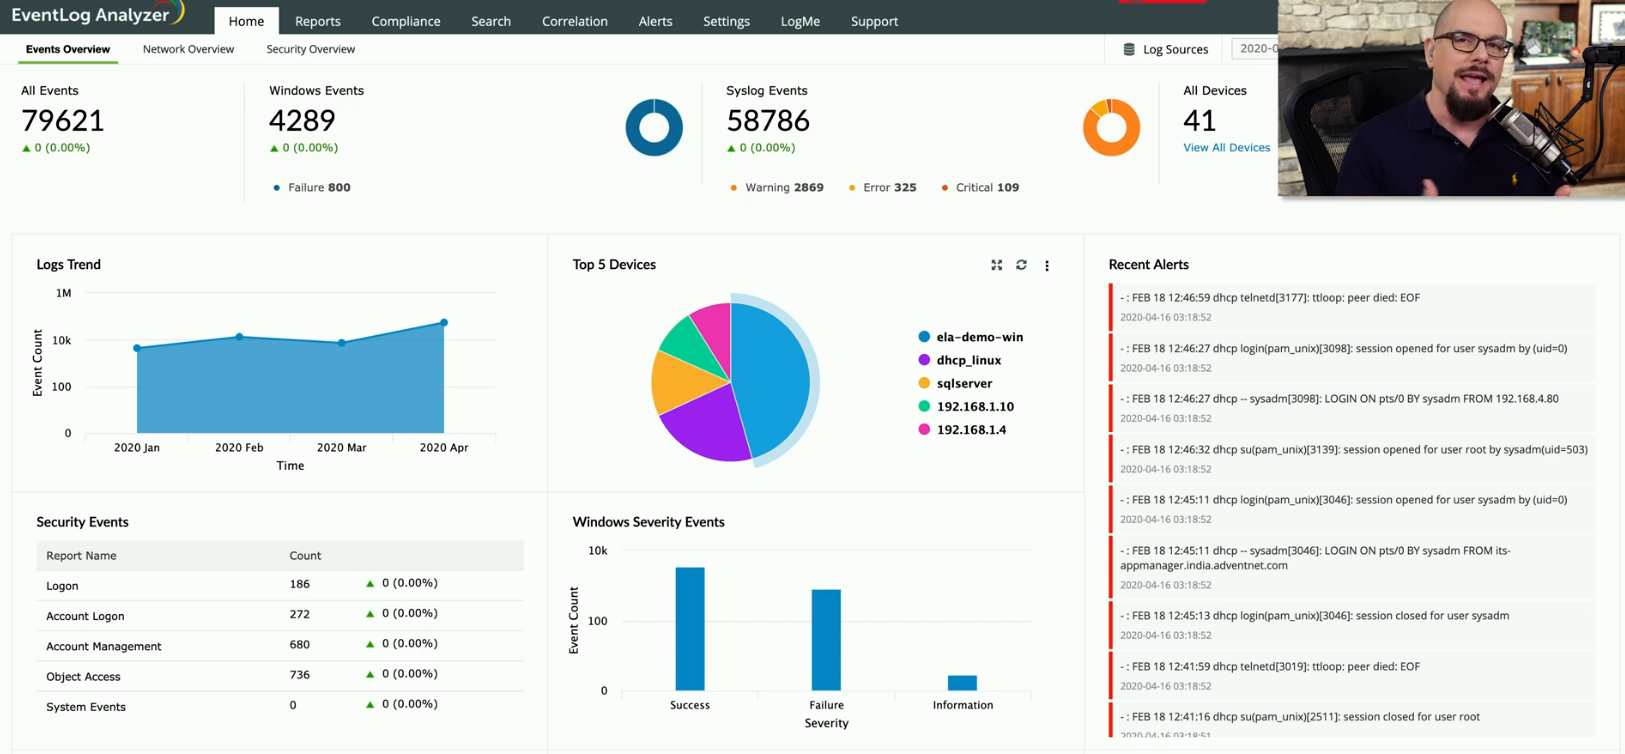 EventLog Analyzer
Home Reports Compliance Search Correlation Alerts Settings LogMe Support
Events Overview Network Overview Security Overview Log Sources 2020-0
All Events
79621
0 (0.00%)
Windows Events
4289
0 (0.00%)
Failure 800
Syslog Events
58786
0 (0.00%)
Warning 2869 Error 325 Critical 109
All Devices
41
View All Devices
Logs Trend
1M
10k
100
0
Event Count
2020 Jan 2020 Feb 2020 Mar 2020 Apr
Time
Top 5 Devices
ela-demo-win
dhcp_linux
sqlserver
192.168.1.10
192.168.1.4
Recent Alerts
- : FEB 18 12:46:59 dhcp telnetd[3177]: ttloop: peer died: EOF
2020-04-16 03:18:52
- : FEB 18 12:46:27 dhcp login(pam_unix)[3098]: session opened for user sysadm by (uid=0)
2020-04-16 03:18:52
- : FEB 18 12:46:27 dhcp -- sysadm[3098]: LOGIN ON pts/0 BY sysadm FROM 192.168.4.80
2020-04-16 03:18:52
- : FEB 18 12:46:32 dhcp su(pam_unix)[3139]: session opened for user root by sysadm(uid=503)
2020-04-16 03:18:52
- : FEB 18 12:45:11 dhcp login(pam_unix)[3046]: session opened for user sysadm by (uid=0)
2020-04-16 03:18:52
- : FEB 18 12:45:11 dhcp -- sysadm[3046]: LOGIN ON pts/0 BY sysadm FROM its-
appmanager.india.adventnet.com
2020-04-16 03:18:52
- : FEB 18 12:45:13 dhcp login(pam_unix)[3046]: session closed for user sysadm
2020-04-16 03:18:52
- : FEB 18 12:41:59 dhcp telnetd[3019]: ttloop: peer died: EOF
2020-04-16 03:18:52
- : FEB 18 12:41:16 dhcp su(pam_unix)[2511]: session closed for user root
2020-04-16 03:18:51
Security Events
Report Name Count
Logon 186 0 (0.00%)
Account Logon 272 0 (0.00%)
Account Management 680 0 (0.00%)
Object Access 736 0 (0.00%)
System Events 0 0 (0.00%)
Windows Severity Events
10k
100
0
Event Count
Success Failure Information
Severity